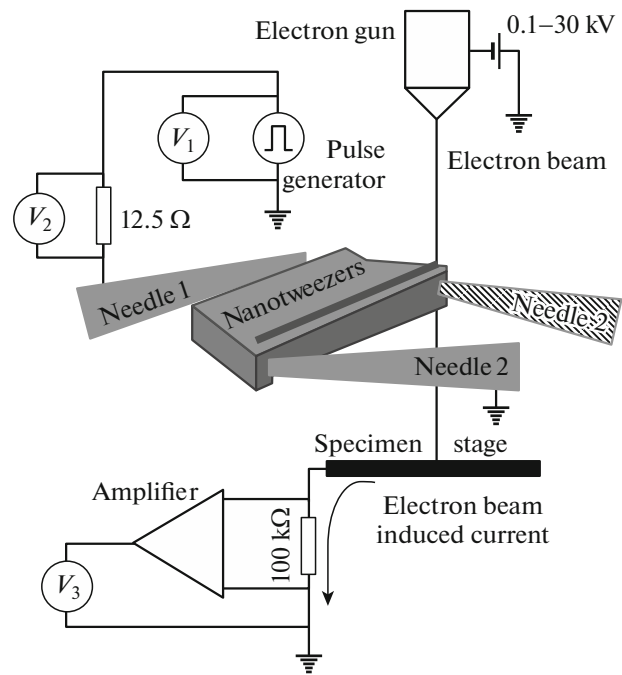 0.1–30 kV
Electron gun
V1
Pulse
generator
Electron beam
V2
12.5 Ω
Needle 1
Nanotweezers
Needle 2
Needle 2
Specimen stage
Amplifier
100 kΩ
Electron beam
induced current
V3